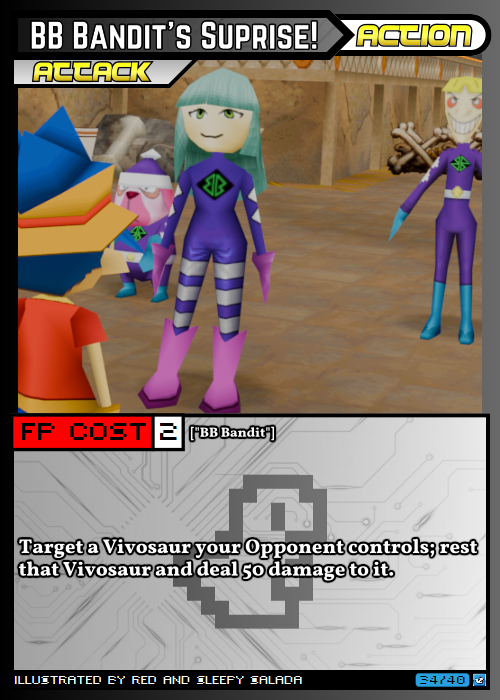 BB Bandit's Suprise!
ACTION
ATTACK
FP COST 2 ["BB Bandit"]
Target a Vivosaur your Opponent controls; rest
that Vivosaur and deal 50 damage to it.
ILLUSTRATED BY RED AND SLEEPY SALADA
34/40